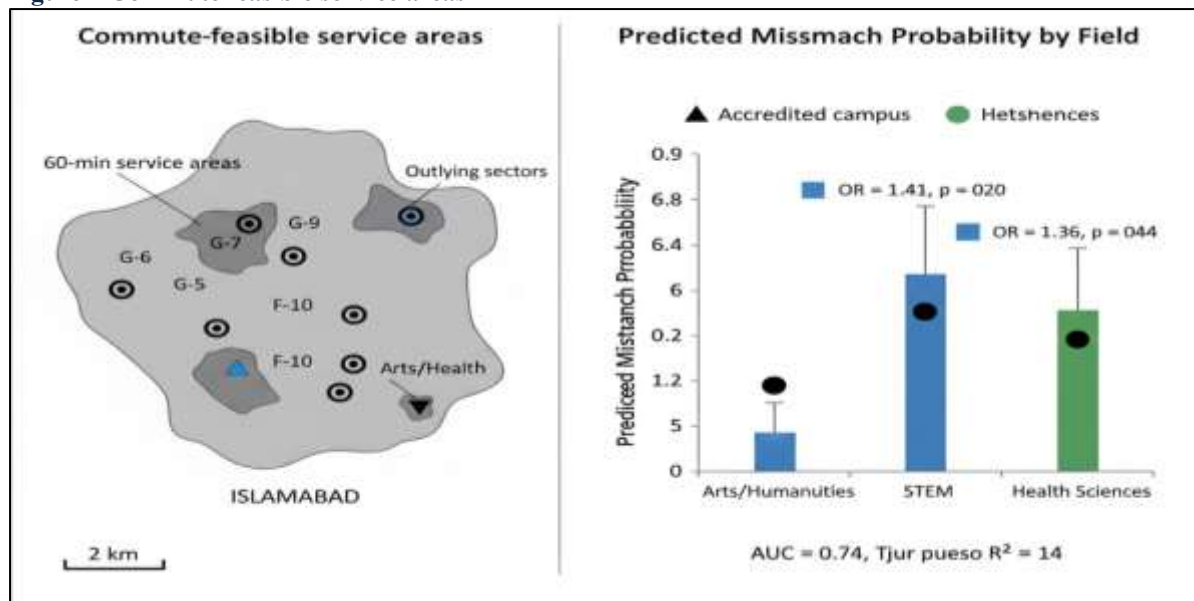 Commute-feasible service areas
60-min service areas
Outlying sectors
G-9
G-7
G-6
G-5
F-10
F-10
Arts/Health
ISLAMABAD
2 km
Predicted Missmach Probability by Field
Accredited campus
Hetshences
Prediceed Misttanch Prrobabbliity
0.9
6.8
6.4
6
0.2
1.2
5
0
OR = 1.41, p = 020
OR = 1.36, p = 044
Arts/Humanuties
5TEM
Health Sciences
AUC = 0.74, Tjur pueso R² = 14